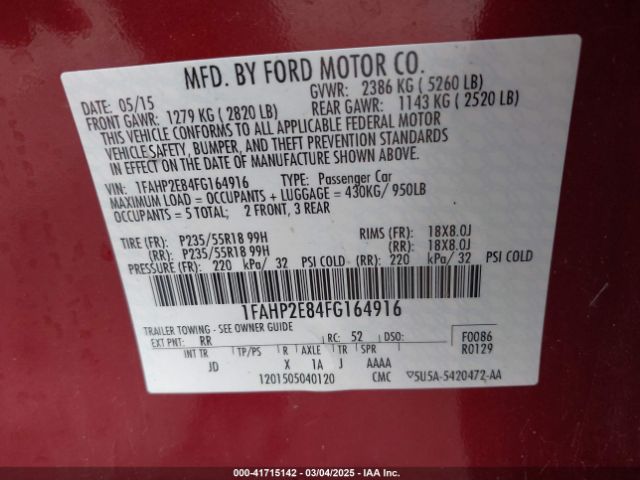 MFD. BY FORD MOTOR CO.
DATE: 05/15 GVWR: 2386 KG ( 5260 LB)
FRONT GAWR: 1279 KG ( 2820 LB) REAR GAWR: 1143 KG ( 2520 LB)
THIS VEHICLE CONFORMS TO ALL APPLICABLE FEDERAL MOTOR
VEHICLE SAFETY, BUMPER, AND THEFT PREVENTION STANDARDS
IN EFFECT ON THE DATE OF MANUFACTURE SHOWN ABOVE.
VIN: 1FAHP2E84FG164916 TYPE: Passenger Car
MAXIMUM LOAD = OCCUPANTS + LUGGAGE = 430KG/ 950LB
OCCUPANTS = 5 TOTAL; 2 FRONT, 3 REAR
TIRE (FR): P235/55R18 99H RIMS (FR): 18X8.0J
(RR): P235/55R18 99H (RR): 18X8.0J
PRESSURE (FR): 220 kPa/ 32 PSI COLD (RR): 220 kPa/ 32 PSI COLD
1FAHP2E84FG164916
TRAILER TOWING - SEE OWNER GUIDE
EXT PNT: RR RC: 52 DSO: F0086
R0129
INT TR TP/PS R AXLE TR SPR
JD X 1A J AAAA
1201505040120 CMC 5U5A-5420472-AA
000-41715142 — 03/04/2025 — IAA Inc.